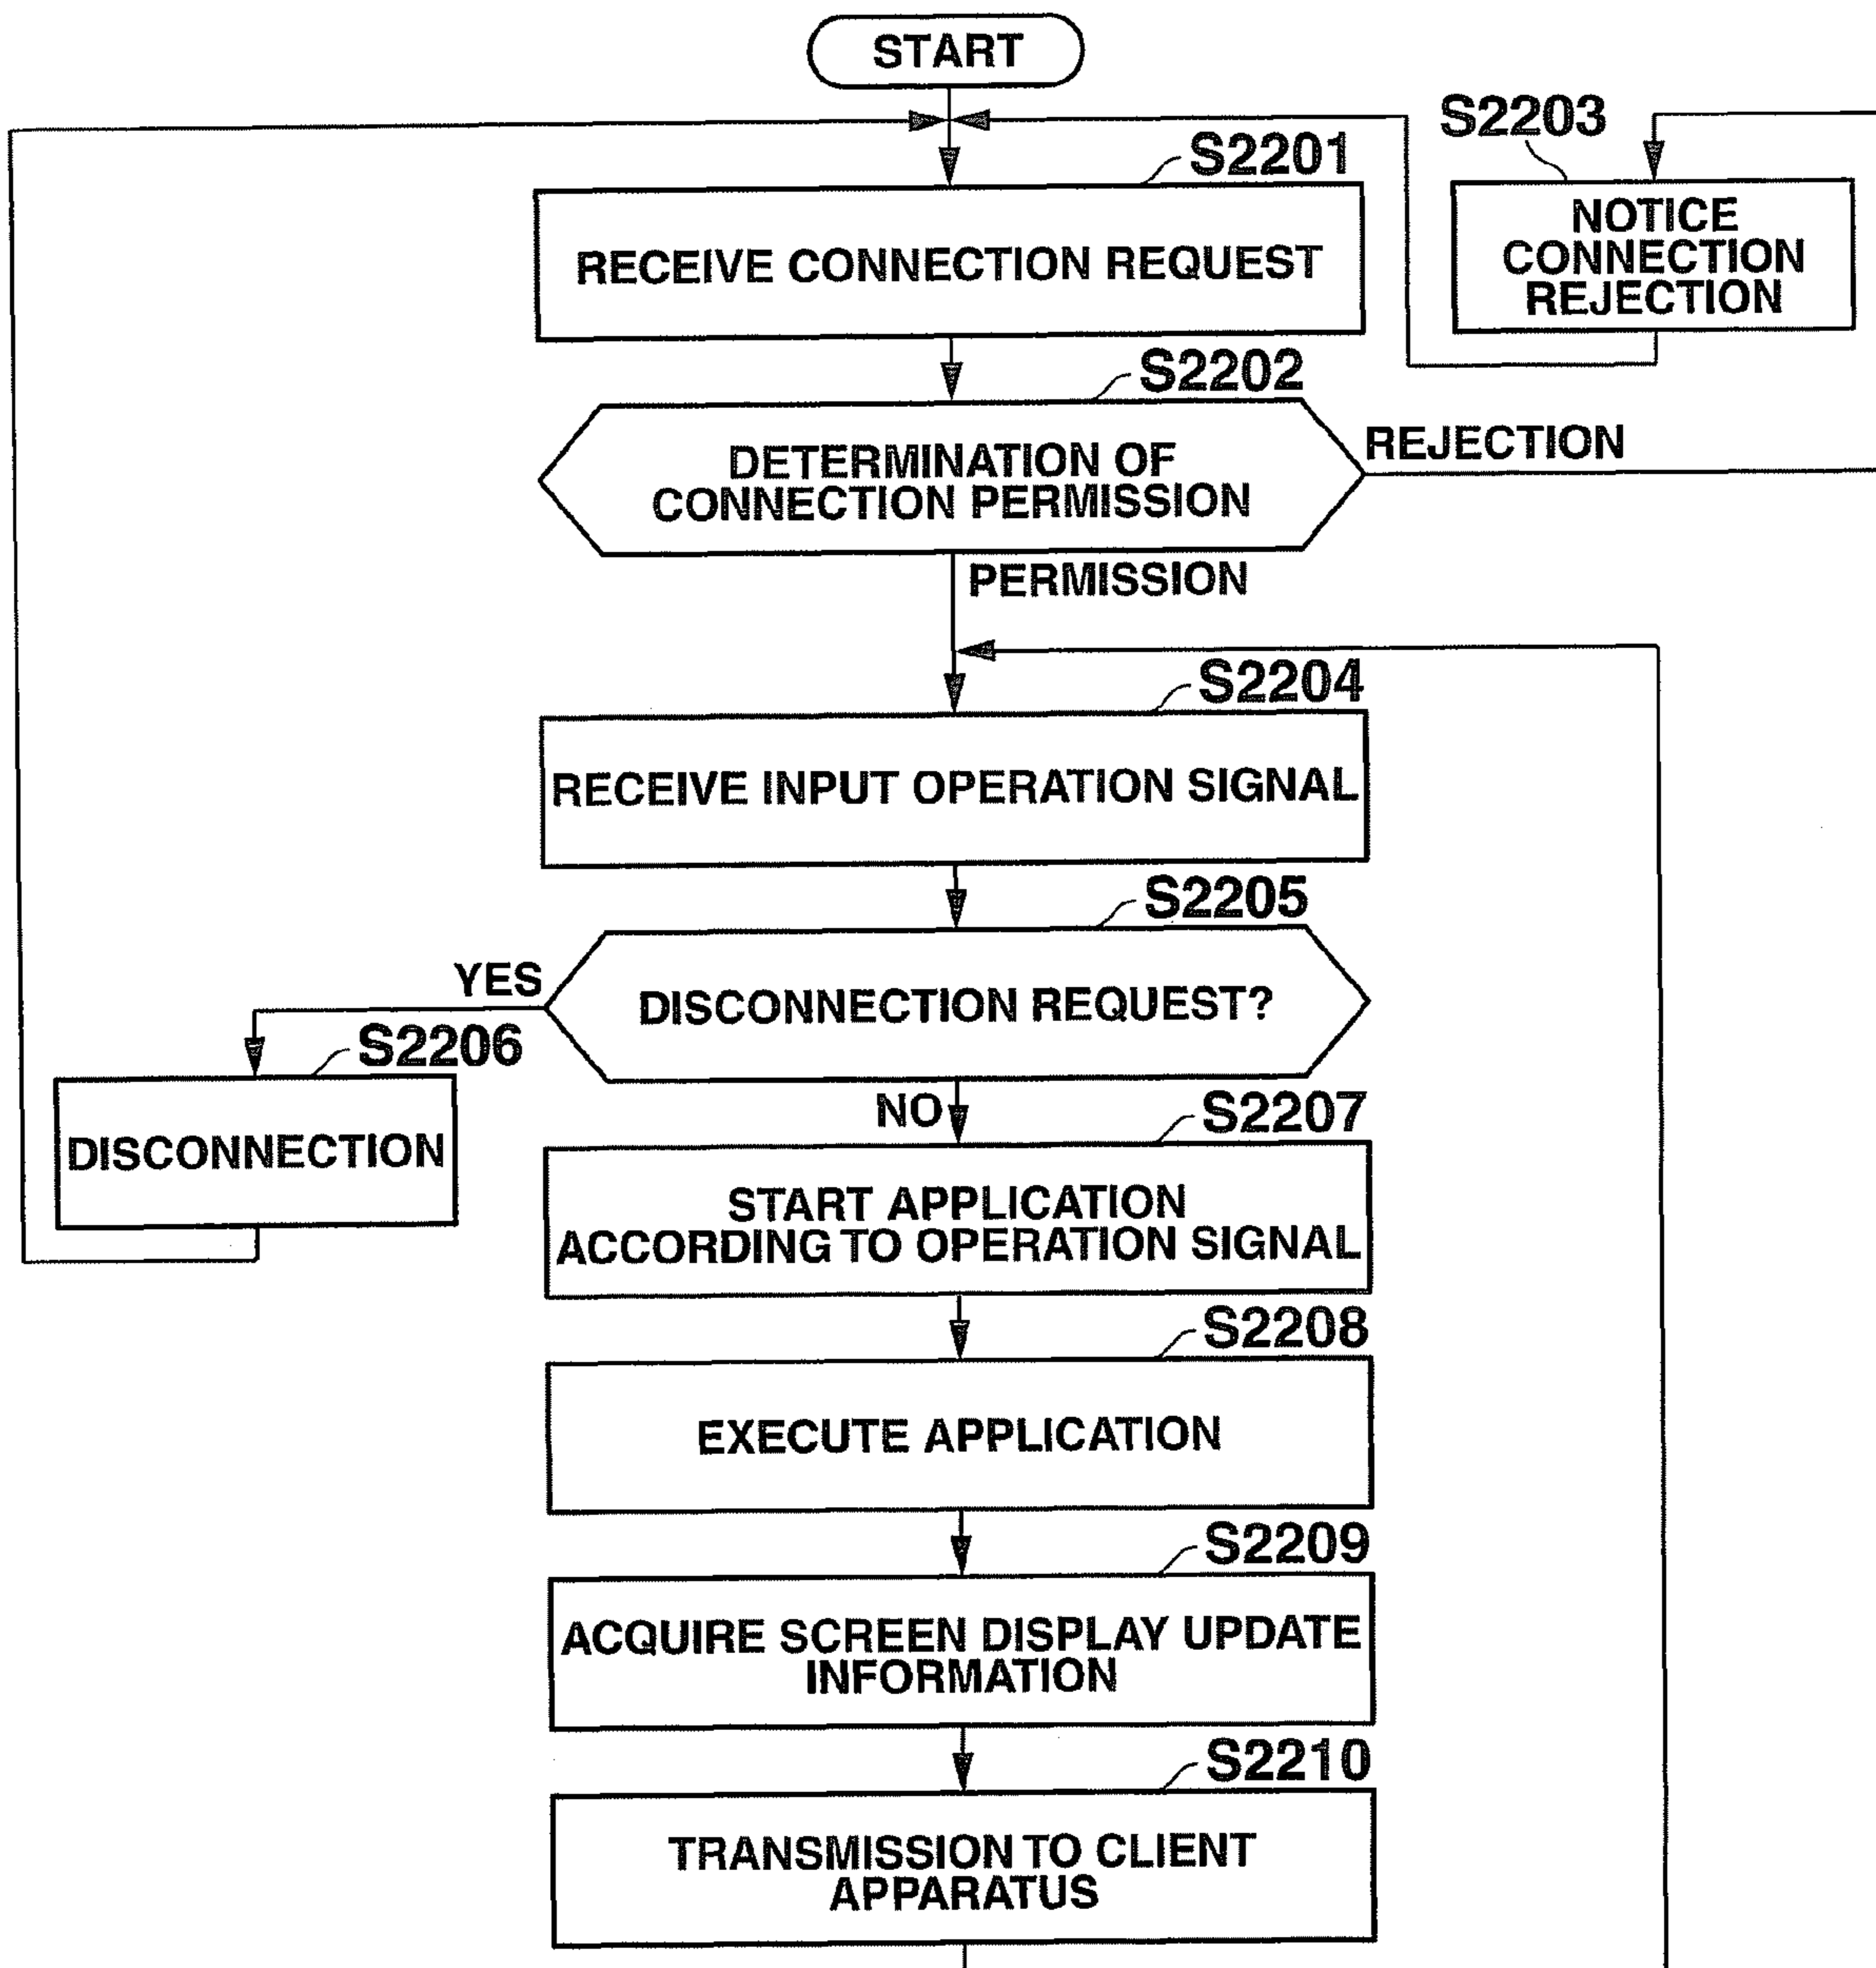 START
S2201
RECEIVE CONNECTION REQUEST
S2203
NOTICE
CONNECTION
REJECTION
S2202
DETERMINATION OF
CONNECTION PERMISSION
REJECTION
PERMISSION
S2204
RECEIVE INPUT OPERATION SIGNAL
S2205
DISCONNECTION REQUEST?
YES
S2206
DISCONNECTION
NO
S2207
START APPLICATION
ACCORDING TO OPERATION SIGNAL
S2208
EXECUTE APPLICATION
S2209
ACQUIRE SCREEN DISPLAY UPDATE
INFORMATION
S2210
TRANSMISSION TO CLIENT
APPARATUS